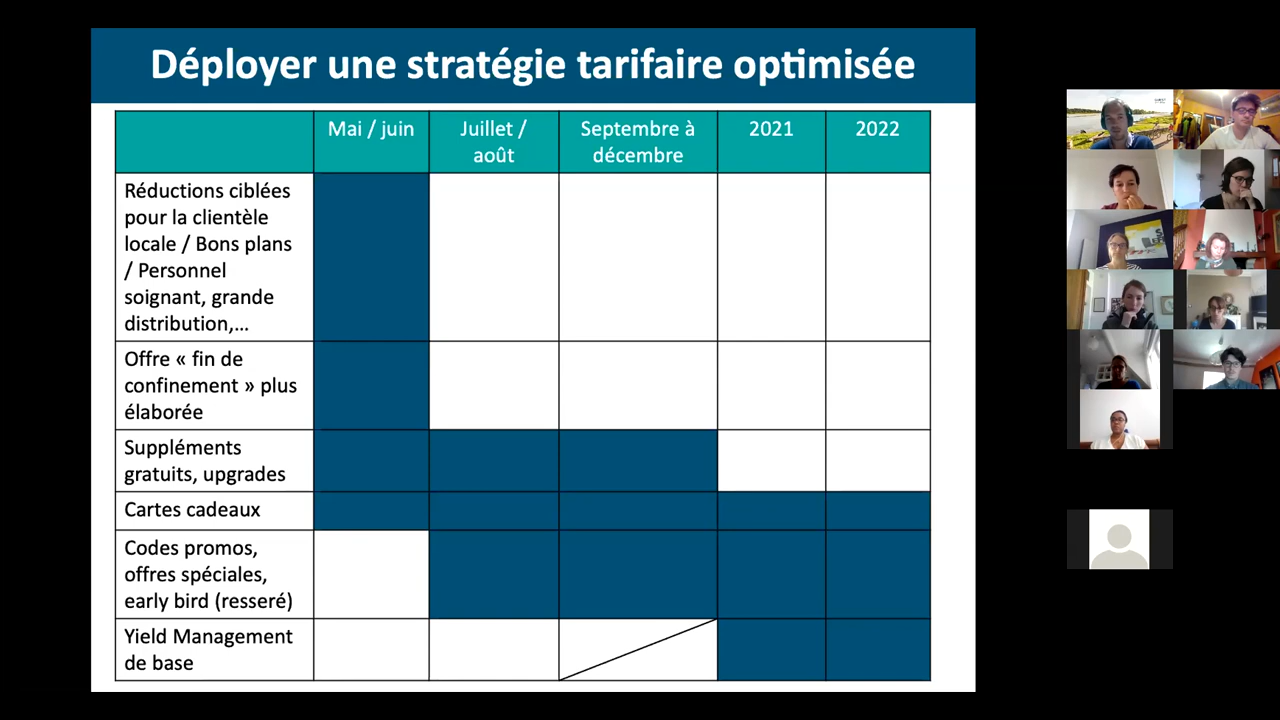 Déployer une stratégie tarifaire optimisée
Mai / juin
Juillet /
août
Septembre à
décembre
2021
2022
Réductions ciblées
pour la clientèle
locale / Bons plans
/ Personnel
soignant, grande
distribution,...
Offre « fin de
confinement » plus
élaborée
Suppléments
gratuits, upgrades
Cartes cadeaux
Codes promos,
offres spéciales,
early bird (resseré)
Yield Management
de base